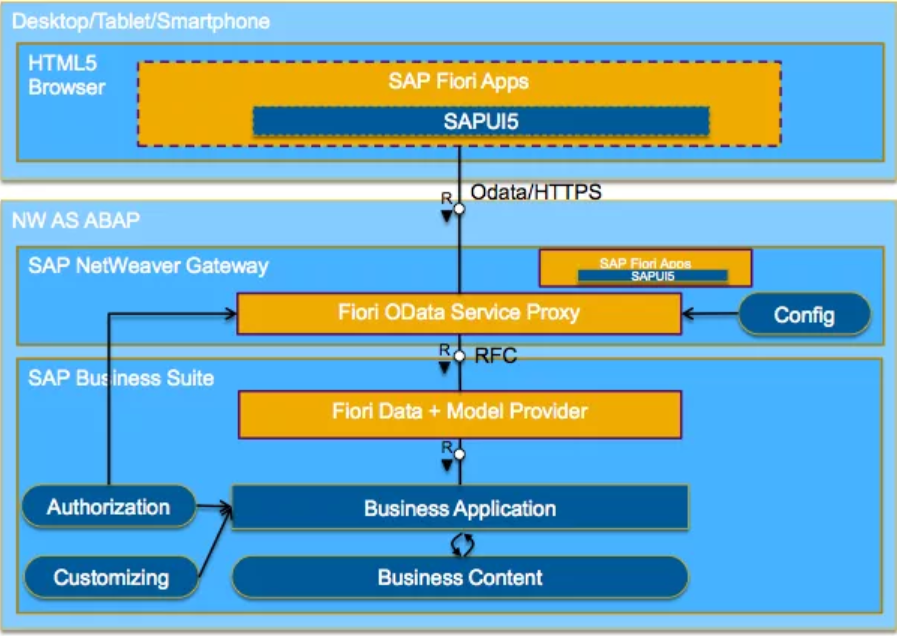 Desktop/Tablet/Smartphone
HTML5
Browser
SAP Fiori Apps
SAPUI5
R
Odata/HTTPS
NW AS ABAP
SAP NetWeaver Gateway
SAP Fiori Apps
SAPUI5
Fiori OData Service Proxy
Config
R
RFC
SAP Business Suite
Fiori Data + Model Provider
R
Authorization
Business Application
Customizing
Business Content